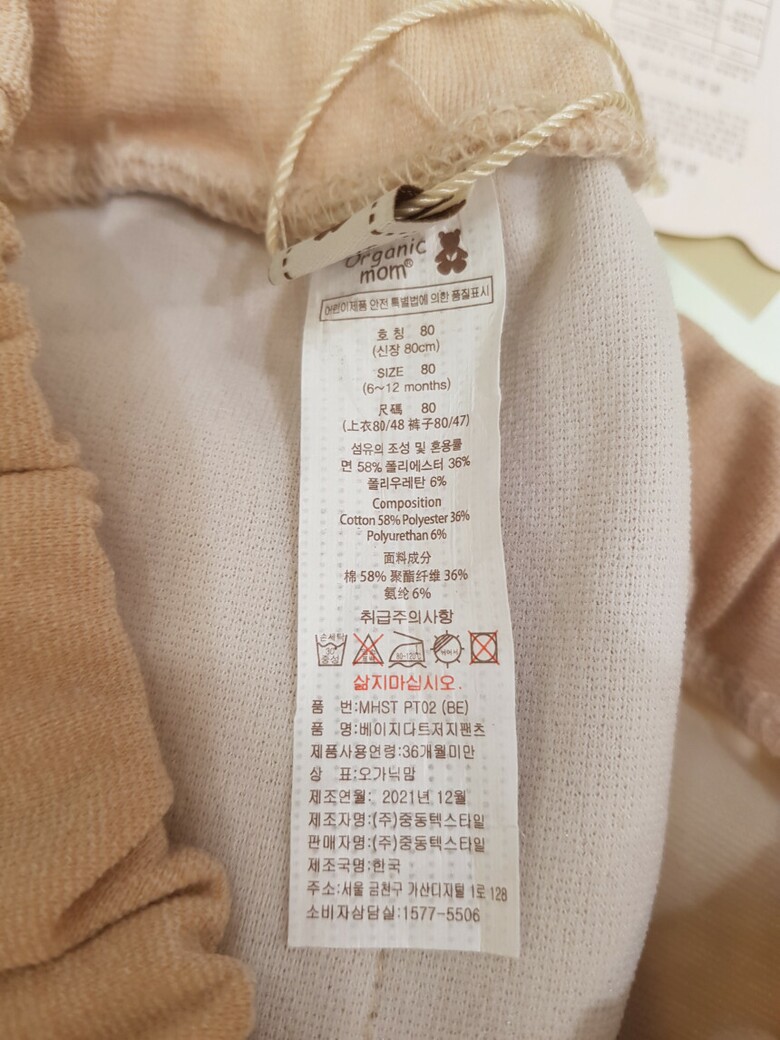 Organic
mom®
어린이제품 안전 특별법에 의한 품질표시
호 칭 80
(신장 80cm)
SIZE 80
(6~12 months)
尺碼 80
(上衣80/48 裤子80/47)
섬유의 조성 및 혼용률
면 58% 폴리에스터 36%
폴리우레탄 6%
Composition
Cotton 58% Polyester 36%
Polyurethan 6%
面料成分
棉 58% 聚酯纤维 36%
氨纶 6%
취급주의사항
손세탁
30
중성
80~120℃
삶지마십시오.
품 번:MHST PT02 (BE)
품 명:베이지다트저지팬츠
제품사용연령:36개월미만
상 표:오가닉맘
제조연월: 2021년 12월
제조자명:(주)중동텍스타일
판매자명:(주)중동텍스타일
제조국명:한국
주소:서울 금천구 가산디지털 1로 128
소비자상담실:1577-5506